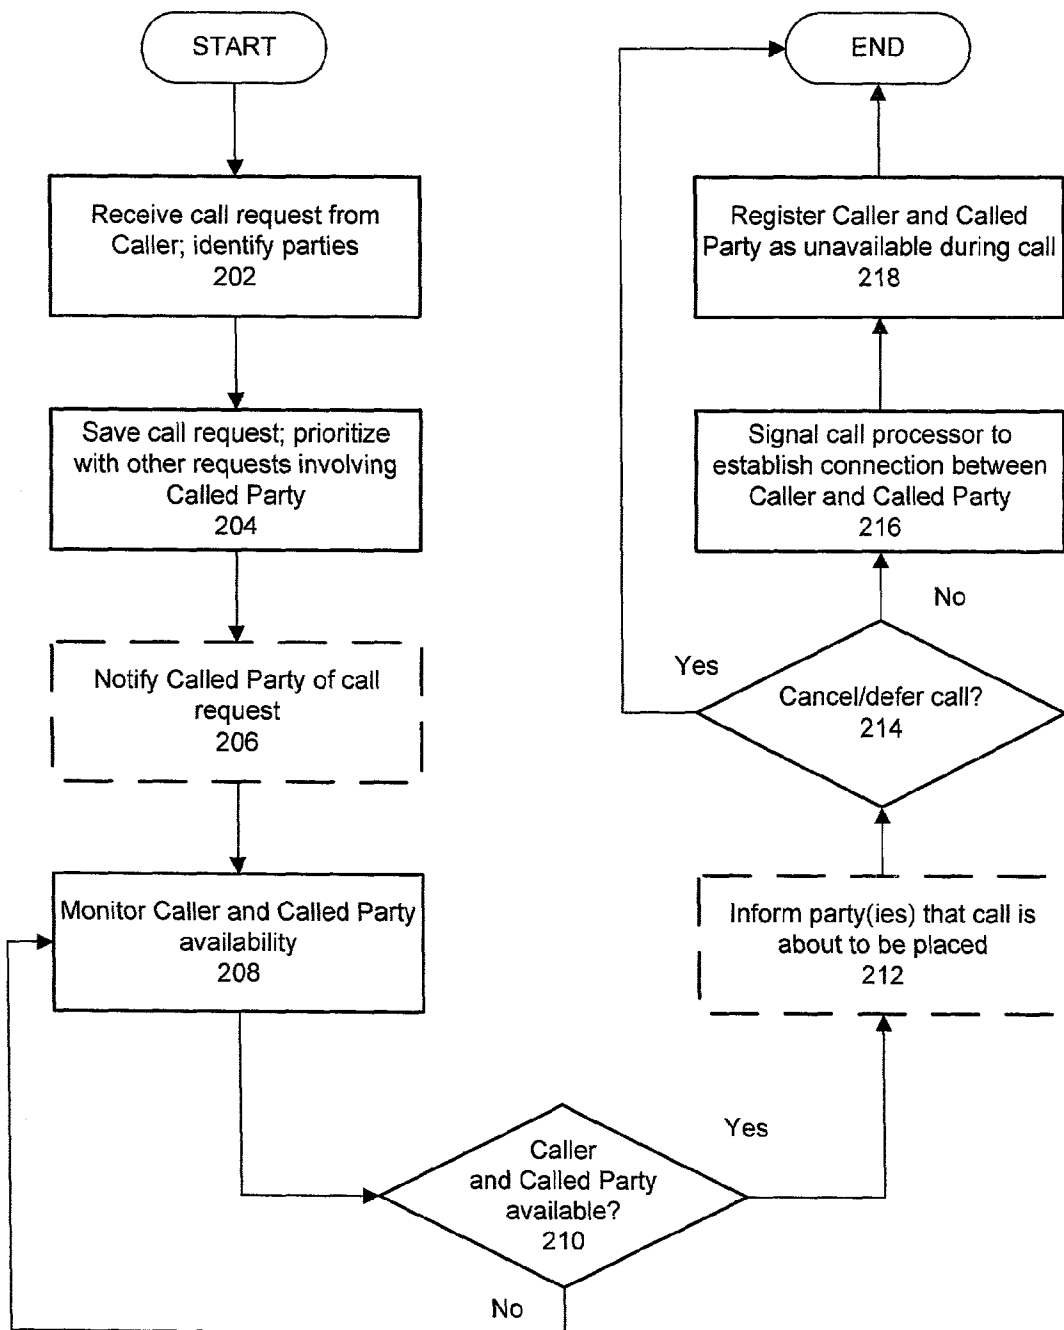 START
Receive call request from
Caller; identify parties
202
Save call request; prioritize
with other requests involving
Called Party
204
Notify Called Party of call
request
206
Monitor Caller and Called Party
availability
208
Caller
and Called Party
available?
210
No
Yes
Inform party(ies) that call is
about to be placed
212
Cancel/defer call?
214
Yes
No
Signal call processor to
establish connection between
Caller and Called Party
216
Register Caller and Called
Party as unavailable during call
218
END